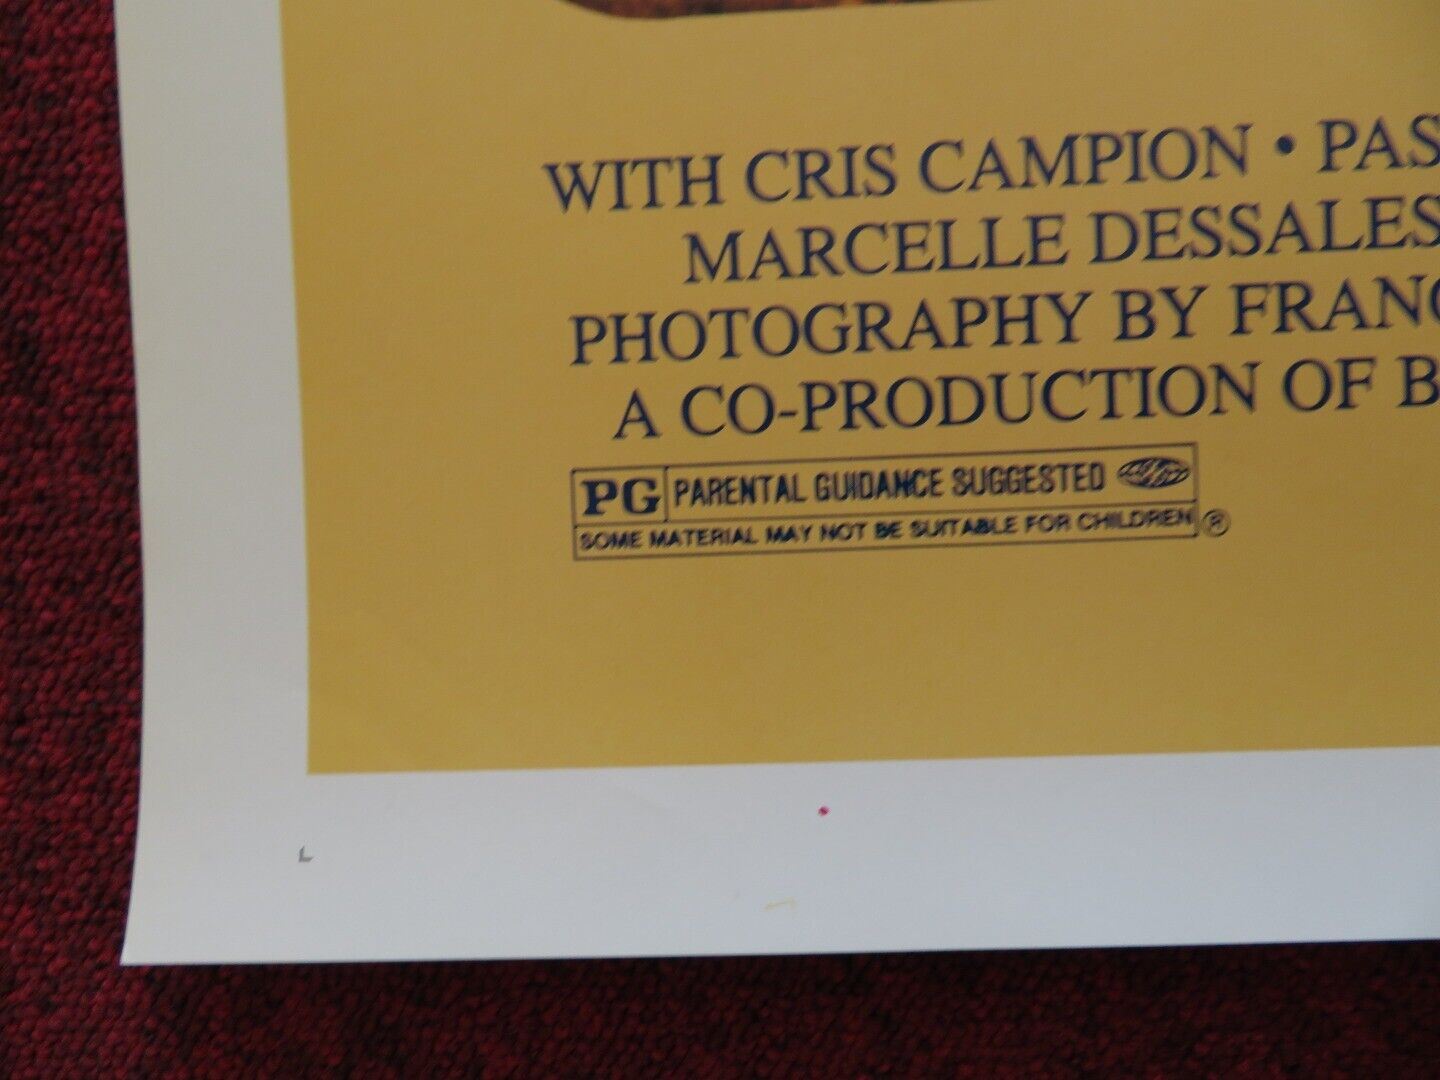 WITH CRIS CAMPION • PAS
MARCELLE DESSALES
PHOTOGRAPHY BY FRANC
A CO-PRODUCTION OF B
PG PARENTAL GUIDANCE SUGGESTED
SOME MATERIAL MAY NOT BE SUITABLE FOR CHILDREN ®